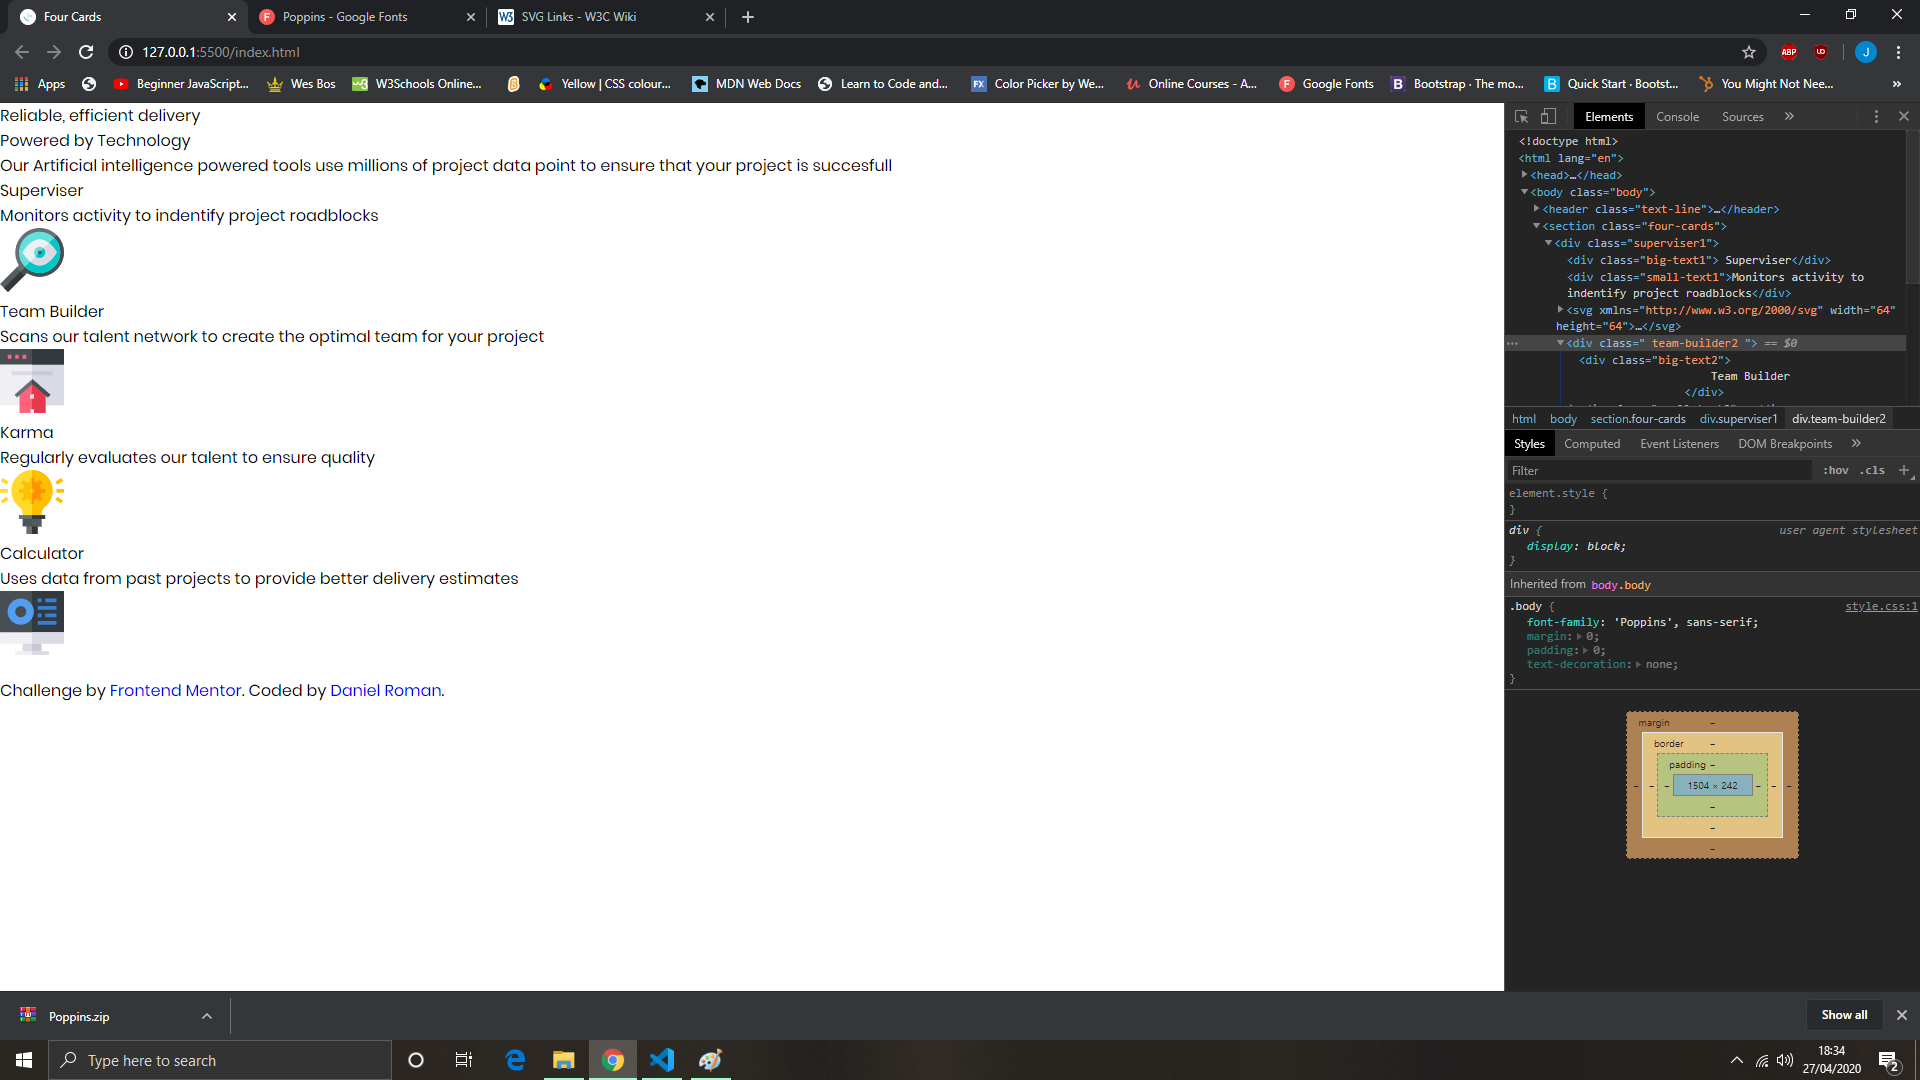 Four Cards
Poppins - Google Fonts
SVG Links - W3C Wiki
127.0.0.1:5500/index.html
ABP
J
Apps
Beginner JavaScript...
Wes Bos
W3Schools Online...
Yellow | CSS colour...
MDN Web Docs
Learn to Code and...
Color Picker by We...
Online Courses - A...
Google Fonts
Bootstrap · The mo...
Quick Start · Bootst...
You Might Not Nee...
»
Reliable, efficient delivery
Powered by Technology
Our Artificial intelligence powered tools use millions of project data point to ensure that your project is succesfull
Superviser
Monitors activity to indentify project roadblocks
Team Builder
Scans our talent network to create the optimal team for your project
Karma
Regularly evaluates our talent to ensure quality
Calculator
Uses data from past projects to provide better delivery estimates
Challenge by Frontend Mentor. Coded by Daniel Roman.
Elements Console Sources »
<!doctype html>
<html lang="en">
<head>…</head>
<body class="body">
<header class="text-line">…</header>
<section class="four-cards">
<div class="superviser1">
<div class="big-text1"> Superviser</div>
<div class="small-text1">Monitors activity to
indentify project roadblocks</div>
<svg xmlns="http://www.w3.org/2000/svg" width="64"
height="64">…</svg>
<div class=" team-builder2 "> == $0
<div class="big-text2">
Team Builder
</div>
html body section.four-cards div.superviser1 div.team-builder2
Styles Computed Event Listeners DOM Breakpoints »
Filter :hov .cls +
element.style {
}
div { user agent stylesheet
display: block;
}
Inherited from body.body
.body { style.css:1
font-family: 'Poppins', sans-serif;
margin: 0;
padding: 0;
text-decoration: none;
}
margin –
border –
padding –
– – – 1504 × 242 – – –
–
–
–
Poppins.zip
Show all
Type here to search
18:34
27/04/2020
2